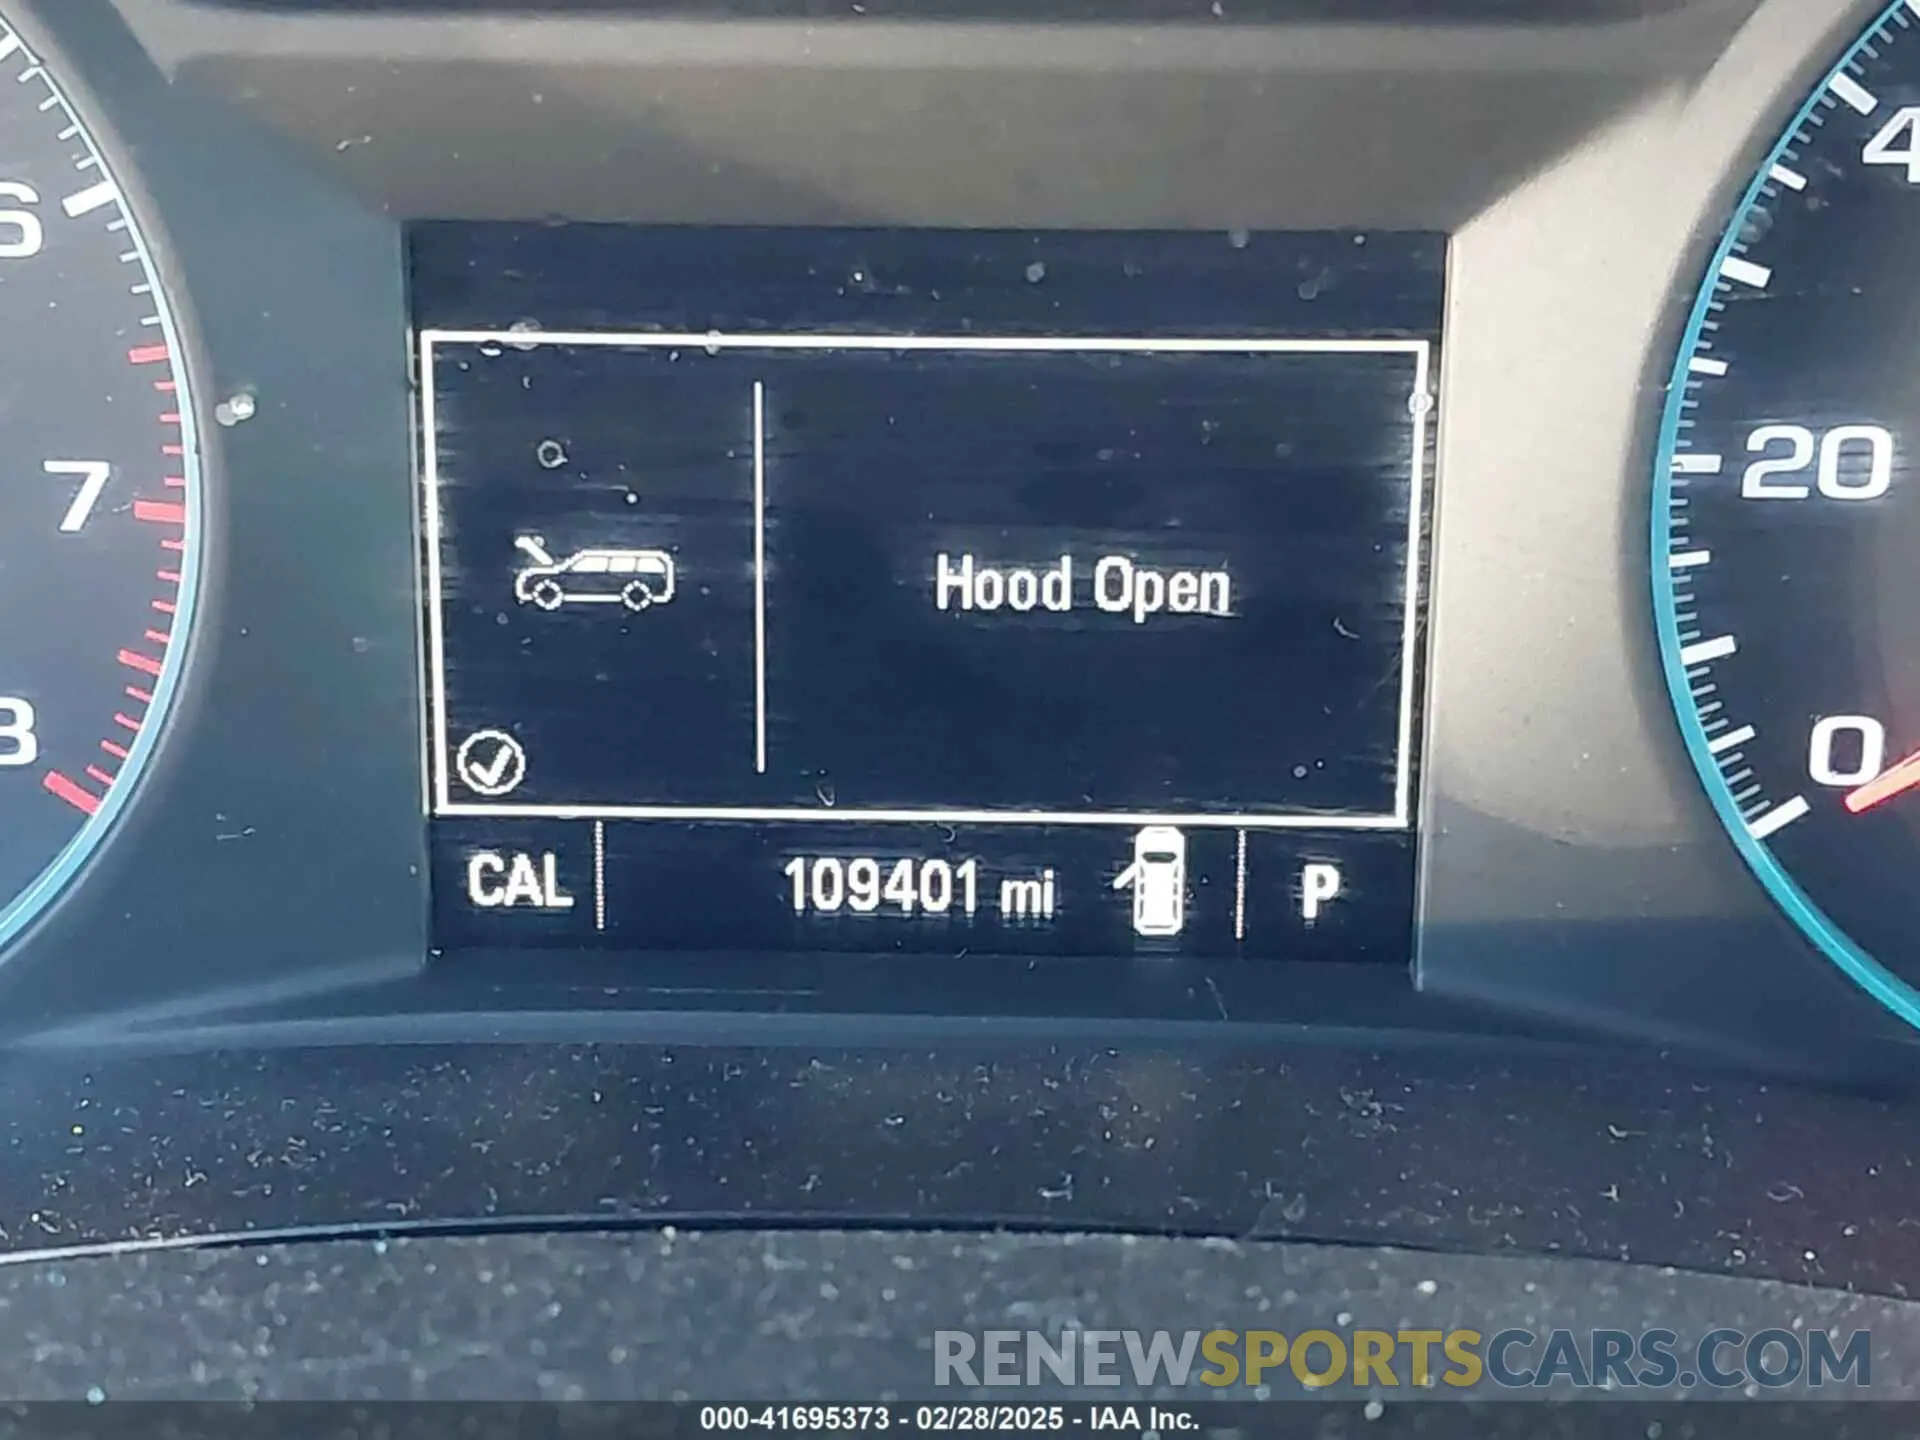 6
7
8
4
20
0
Hood Open
CAL
109401 mi
P
RENEWSPORTSCARS.COM
000-41695373 - 02/28/2025 - IAA Inc.